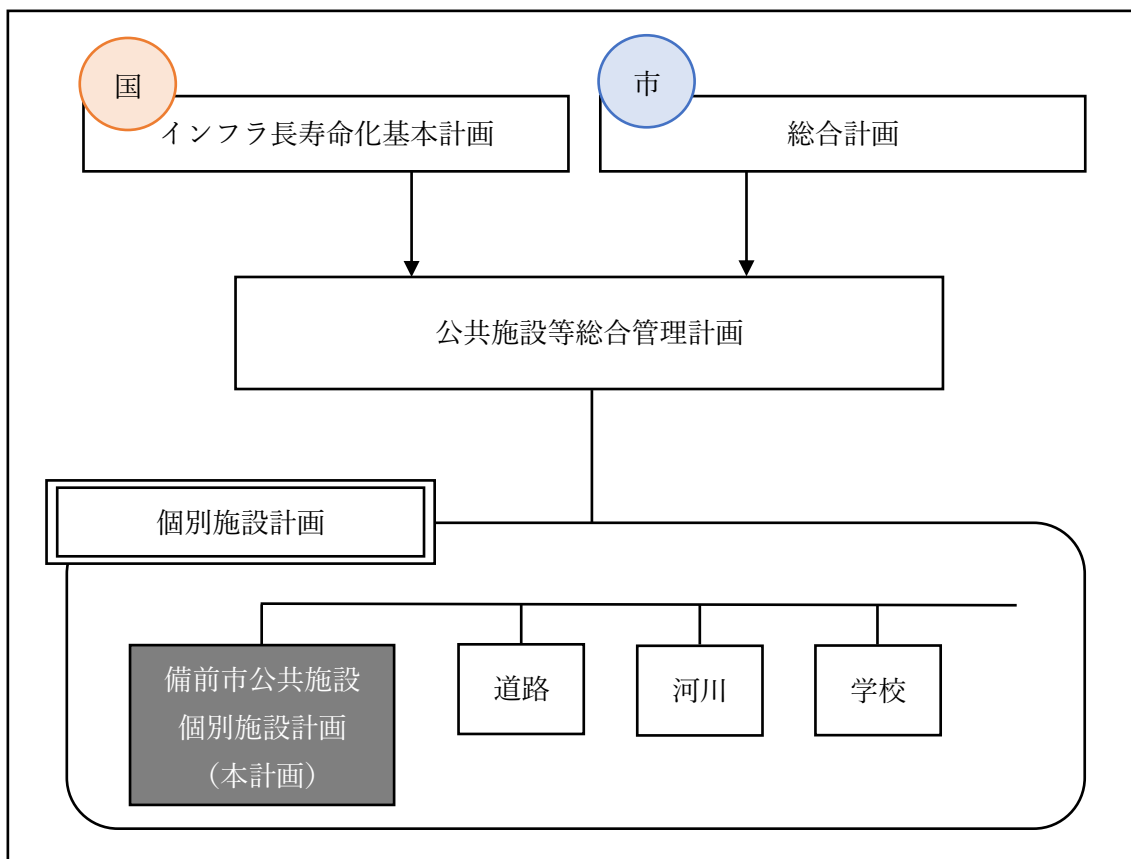 国
インフラ長寿命化基本計画
市
総合計画
公共施設等総合管理計画
個別施設計画
備前市公共施設
個別施設計画
（本計画）
道路
河川
学校